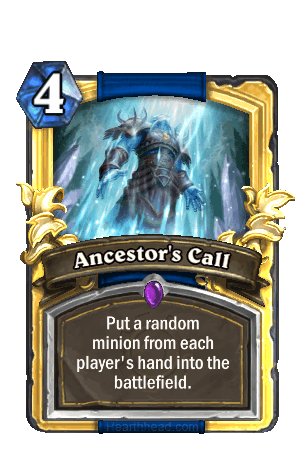 4
Ancestor's Call
Put a random
minion from each
player's hand into the
battlefield.
Hearthhead.com